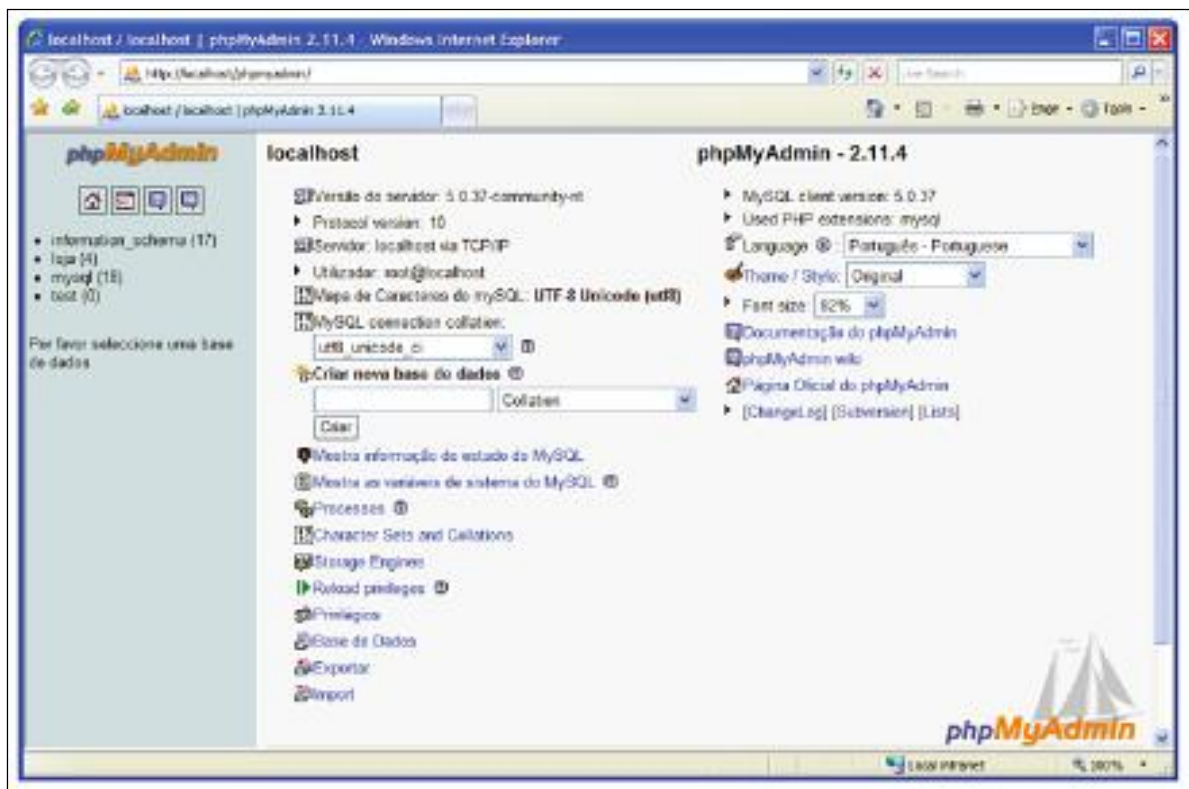 localhost / localhost | phpMyAdmin 2.11.4 - Windows Internet Explorer
http://localhost/phpmyadmin/
Live Search
localhost / localhost | phpMyAdmin 2.11.4
Page
Tools
phpMyAdmin
information_schema (17)
loja (4)
mysql (18)
test (0)
Por favor seleccione uma base
de dados
localhost
Versão do servidor: 5.0.37-community-nt
Protocol version: 10
Servidor: localhost via TCP/IP
Utilizador: root@localhost
Mapa de Caracteres do mySQL: UTF-8 Unicode (utf8)
MySQL connection collation:
utf8_unicode_ci
Criar nova base de dados
Collation
Criar
Mostra informação de estado do MySQL
Mostra as variáveis de sistema do MySQL
Processes
Character Sets and Collations
Storage Engines
Reload privileges
Privilégios
Base de Dados
Exportar
Import
phpMyAdmin - 2.11.4
MySQL client version: 5.0.37
Used PHP extensions: mysql
Language : Português - Portuguese
Theme / Style: Original
Font size: 82%
Documentação do phpMyAdmin
phpMyAdmin wiki
Página Oficial do phpMyAdmin
[ChangeLog] [Subversion] [Lists]
phpMyAdmin
Local intranet
100%